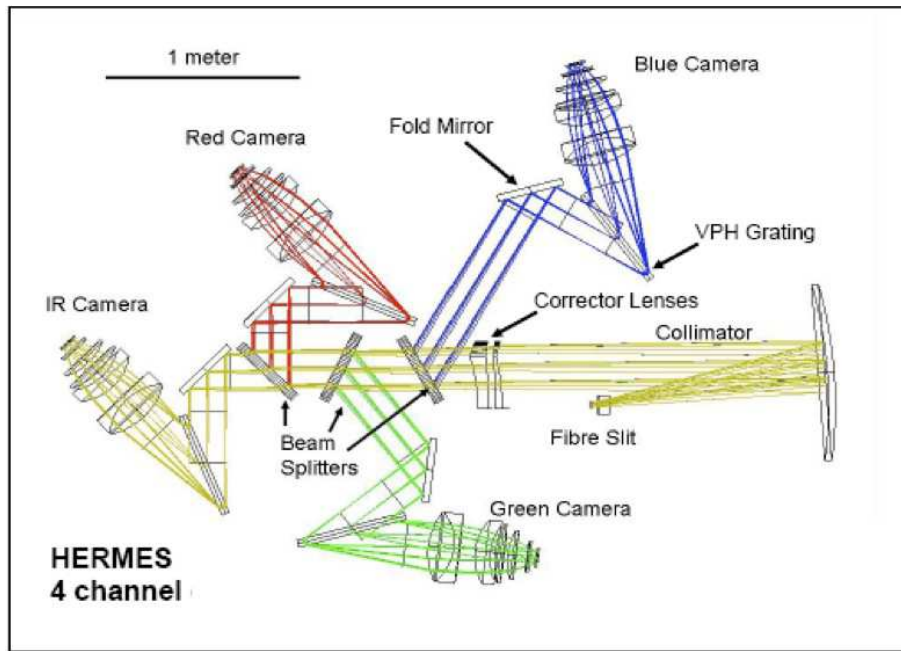 1 meter
Blue Camera
Red Camera
Fold Mirror
VPH Grating
IR Camera
Corrector Lenses
Collimator
Beam
Splitters
Fibre Slit
Green Camera
HERMES
4 channel